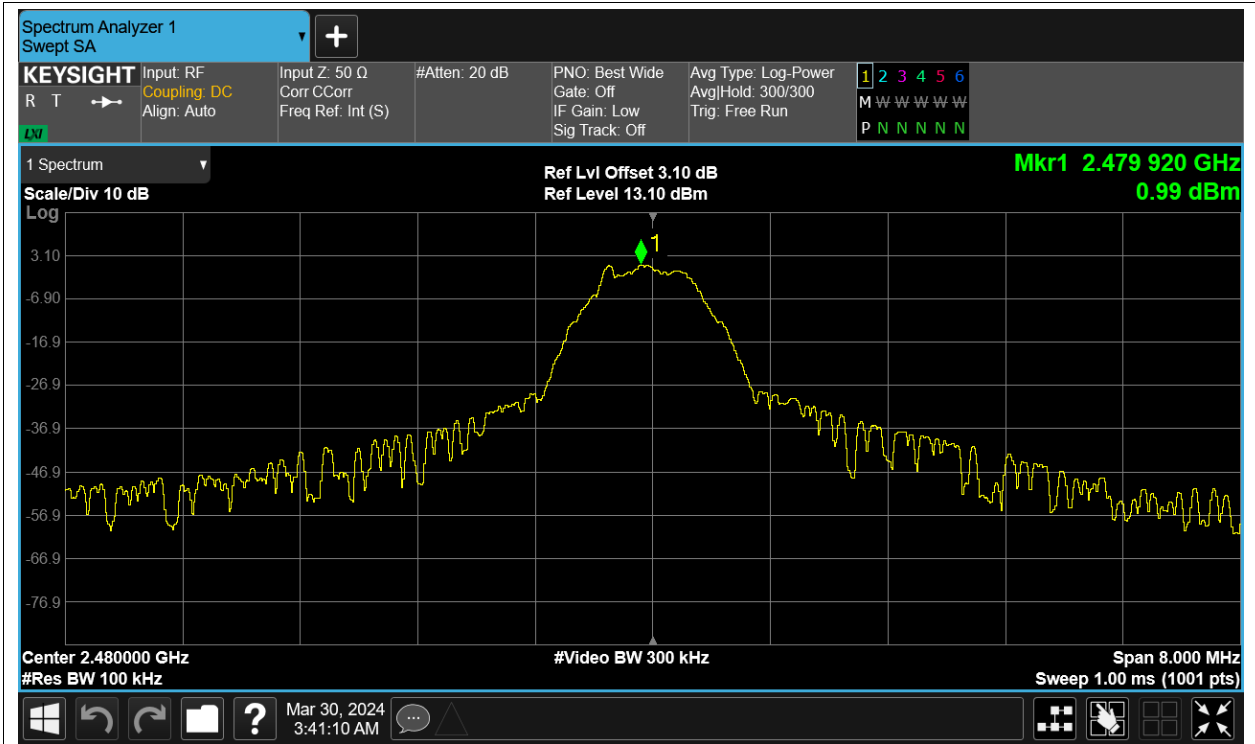 Spectrum Analyzer 1
Swept SA
+
KEYSIGHT
R T
LXI
Input: RF
Coupling: DC
Align: Auto
Input Z: 50 Ω
Corr CCorr
Freq Ref: Int (S)
#Atten: 20 dB
PNO: Best Wide
Gate: Off
IF Gain: Low
Sig Track: Off
Avg Type: Log-Power
Avg|Hold: 300/300
Trig: Free Run
1 2 3 4 5 6
M W W W W W
P N N N N N
1 Spectrum
Scale/Div 10 dB
Log
Ref Lvl Offset 3.10 dB
Ref Level 13.10 dBm
Mkr1 2.479 920 GHz
0.99 dBm
1
3.10
-6.90
-16.9
-26.9
-36.9
-46.9
-56.9
-66.9
-76.9
Center 2.480000 GHz
#Res BW 100 kHz
#Video BW 300 kHz
Span 8.000 MHz
Sweep 1.00 ms (1001 pts)
?
Mar 30, 2024
3:41:10 AM